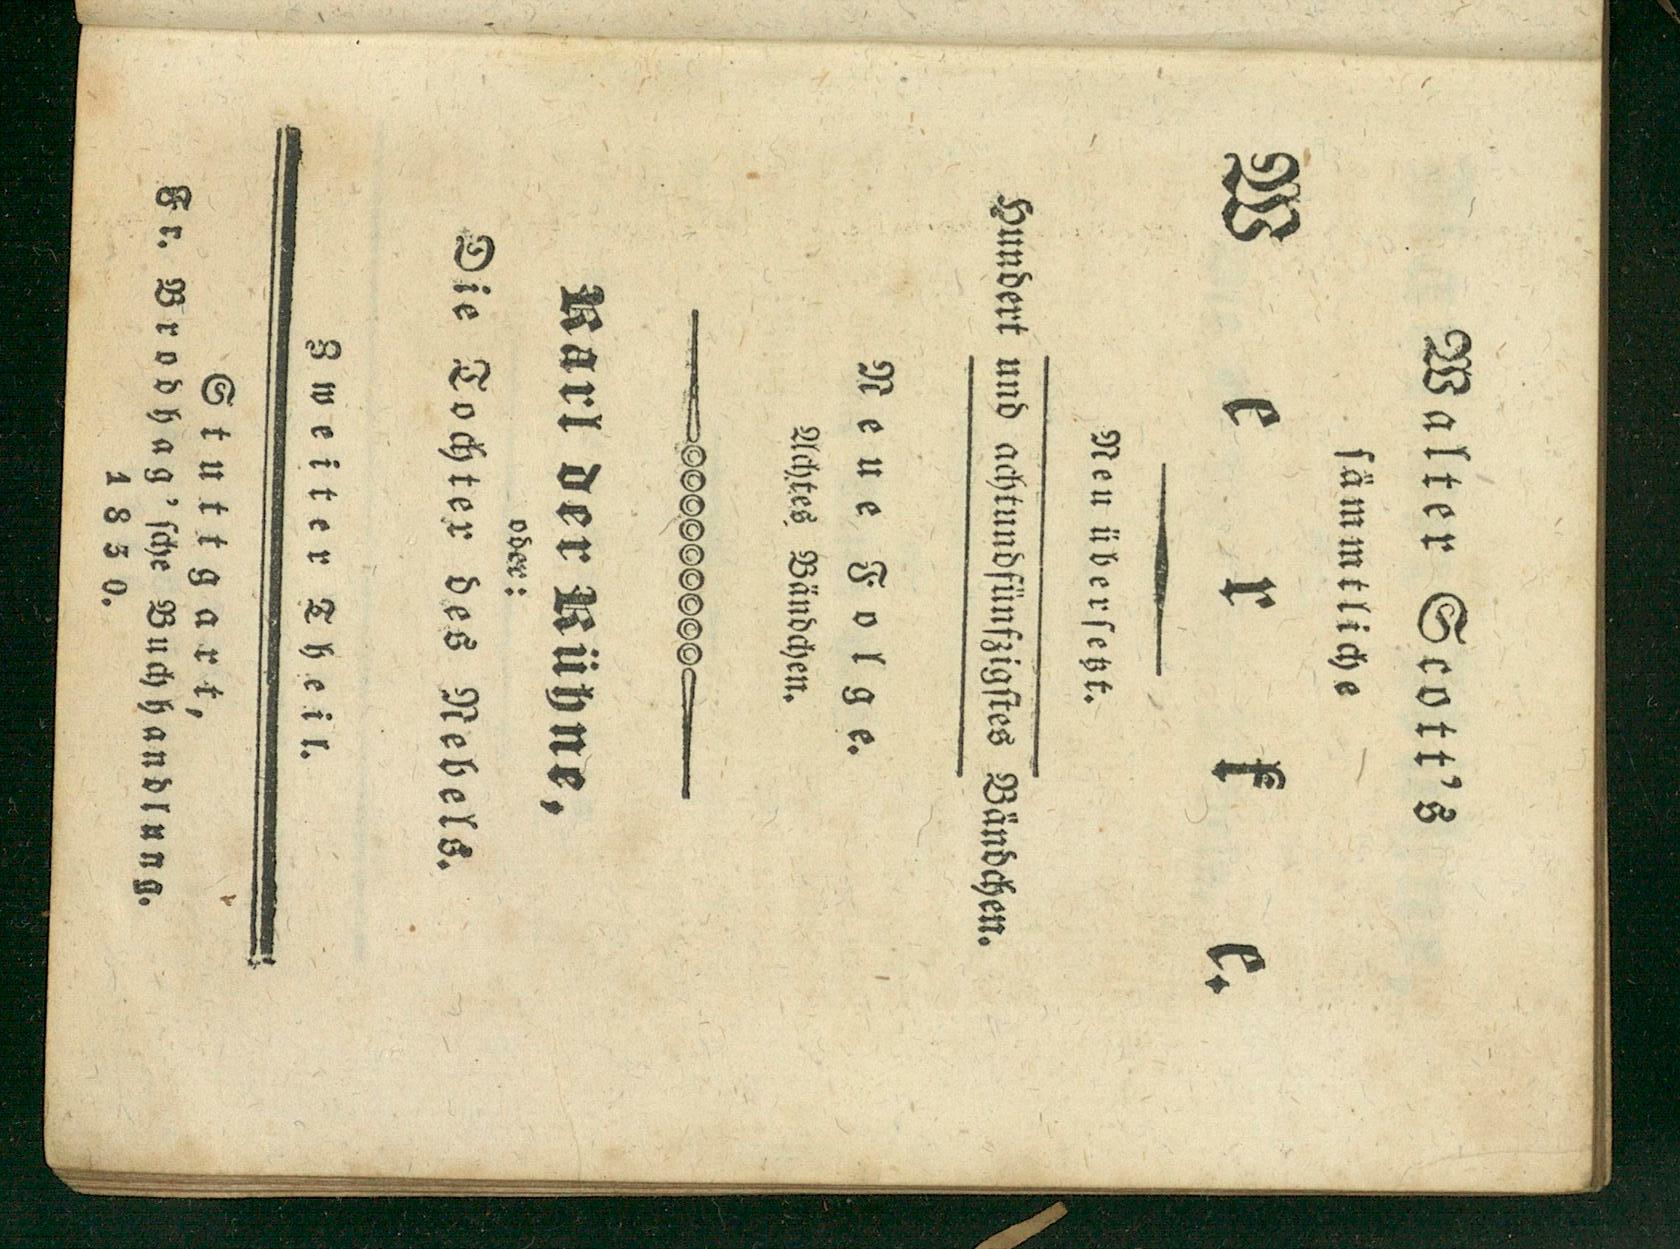 Walter Scott's
sämmtliche
Werke.
Neu übersetzt.
Hundert und achtundfünfzigstes Bändchen.
Neue Folge.
Achtes Bändchen.
Karl der Kühne,
oder:
Die Tochter des Nebels.
Zweiter Theil.
Stuttgart,
Fr. Brodhag'sche Buchhandlung.
1830.